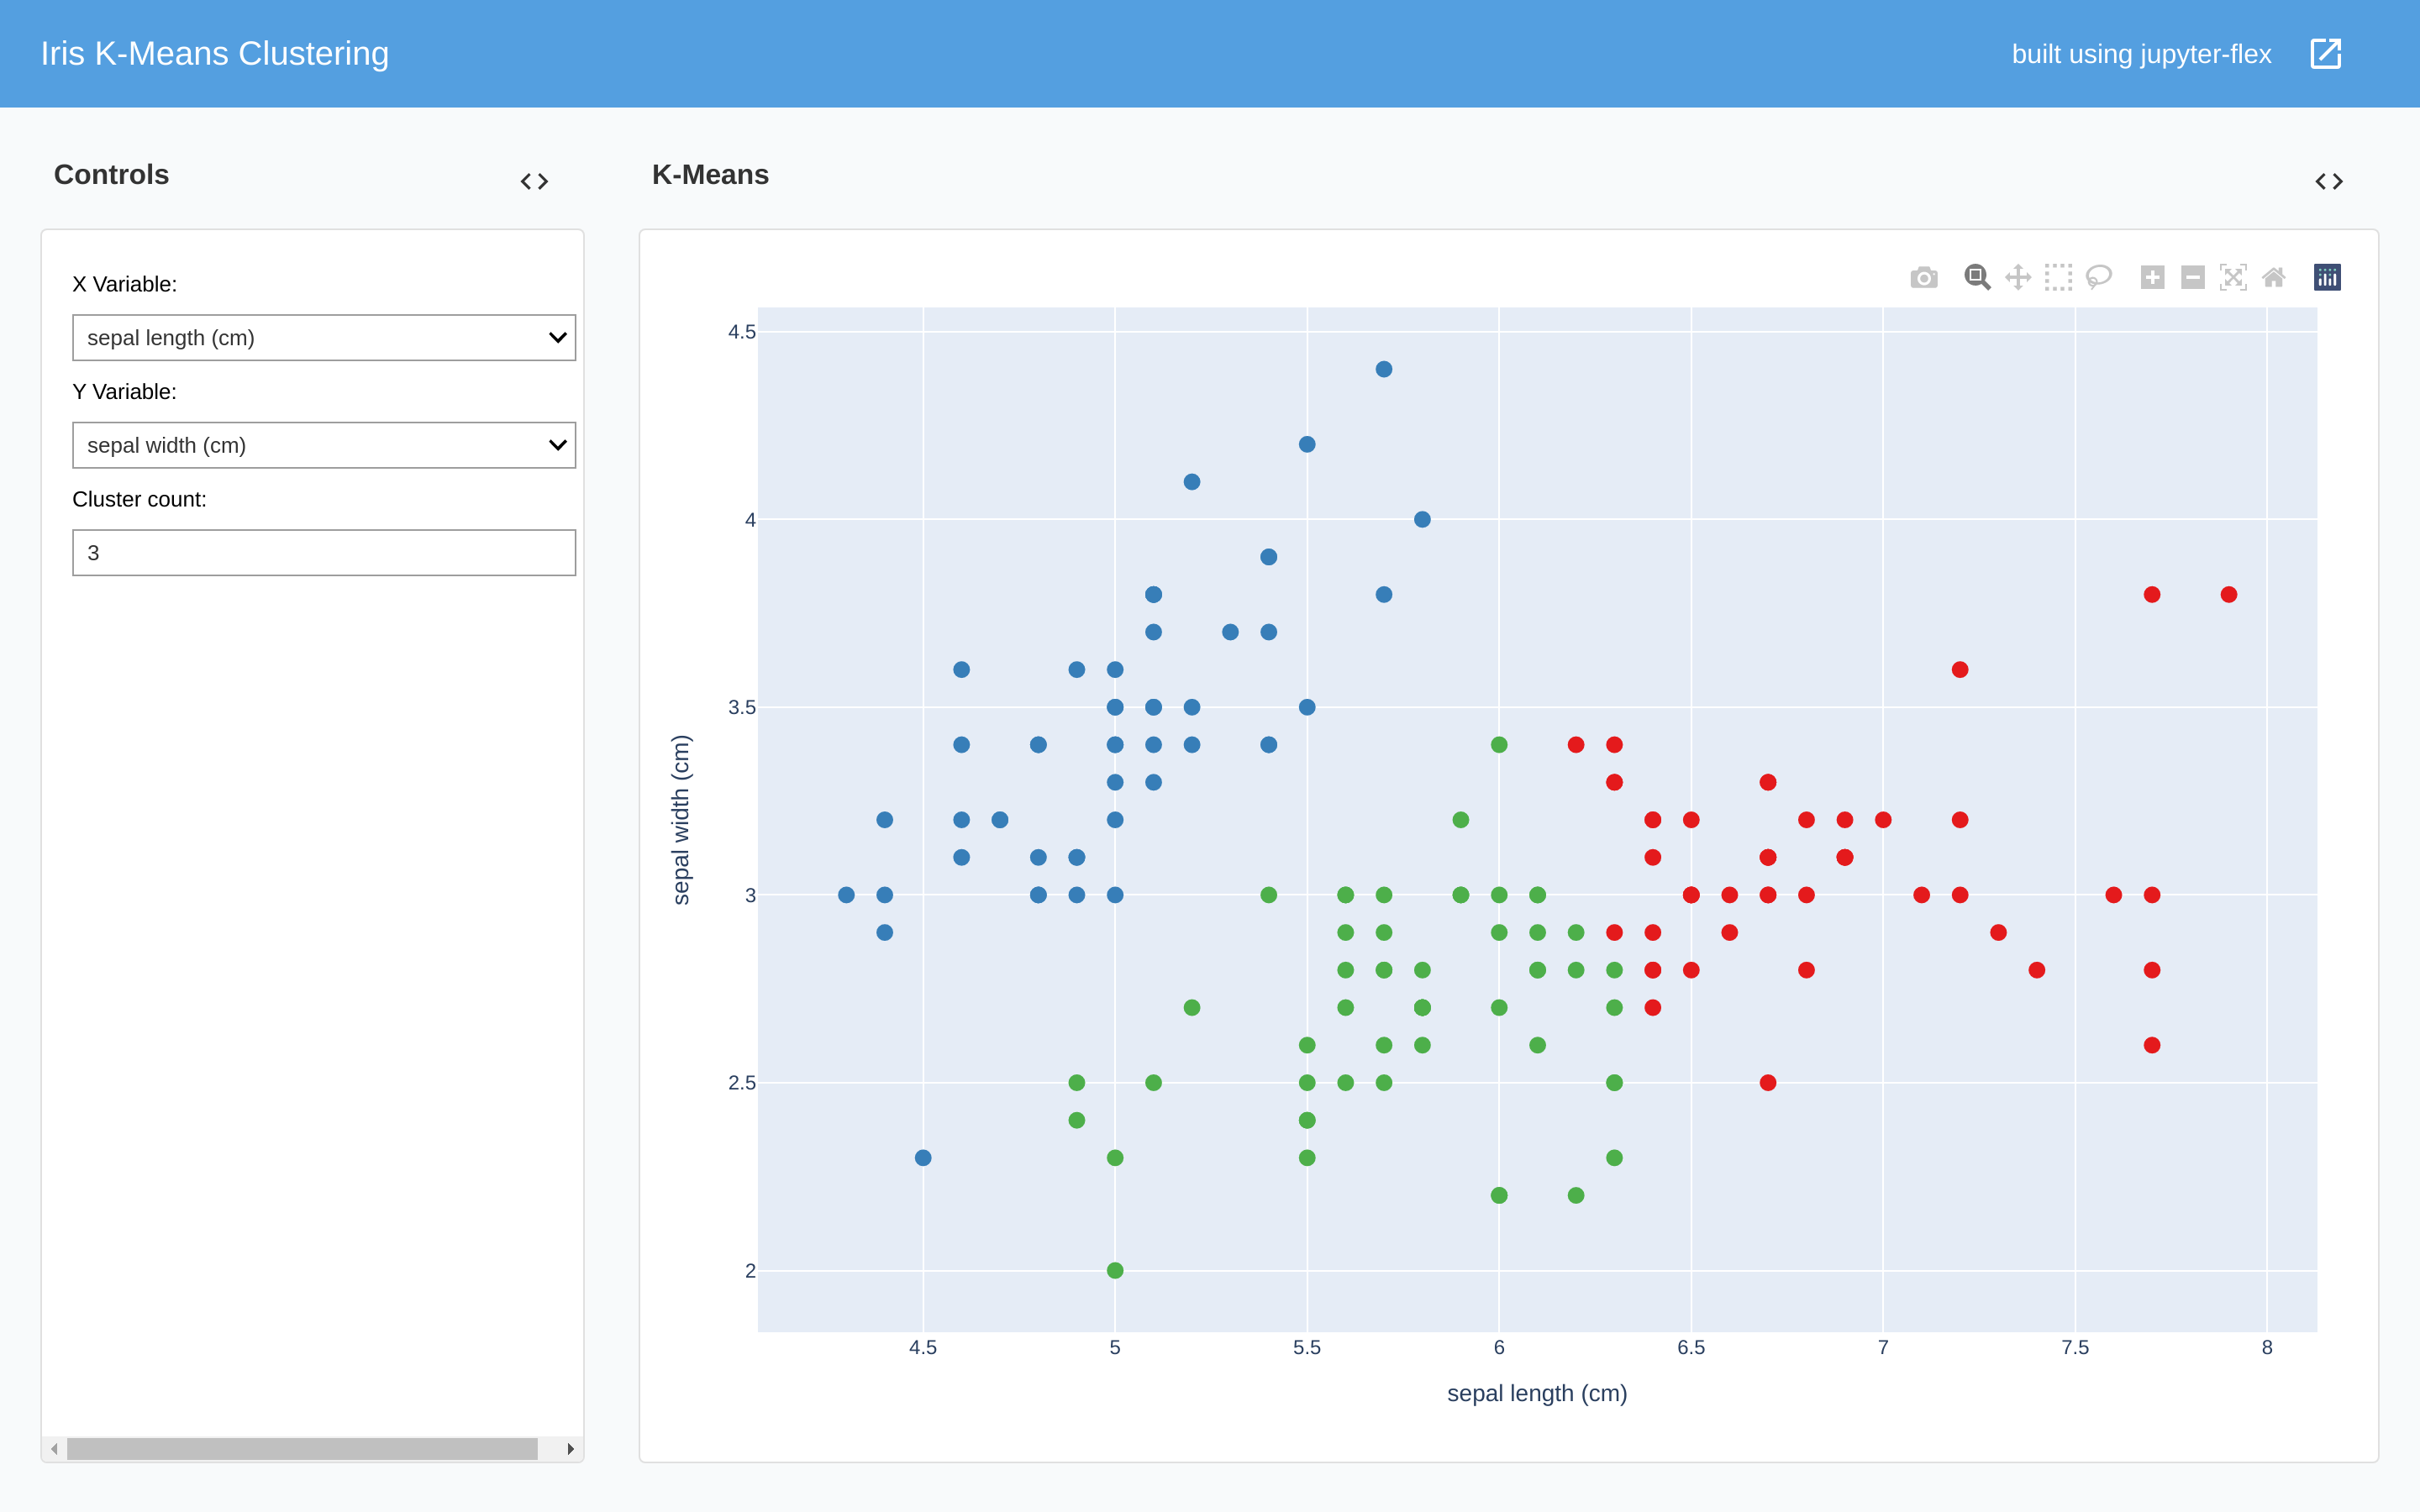 Iris K-Means Clustering
built using jupyter-flex
Controls
K-Means
X Variable:
sepal length (cm)
Y Variable:
sepal width (cm)
Cluster count:
3
4.5
4
3.5
3
2.5
2
sepal width (cm)
4.5 5 5.5 6 6.5 7 7.5 8
sepal length (cm)